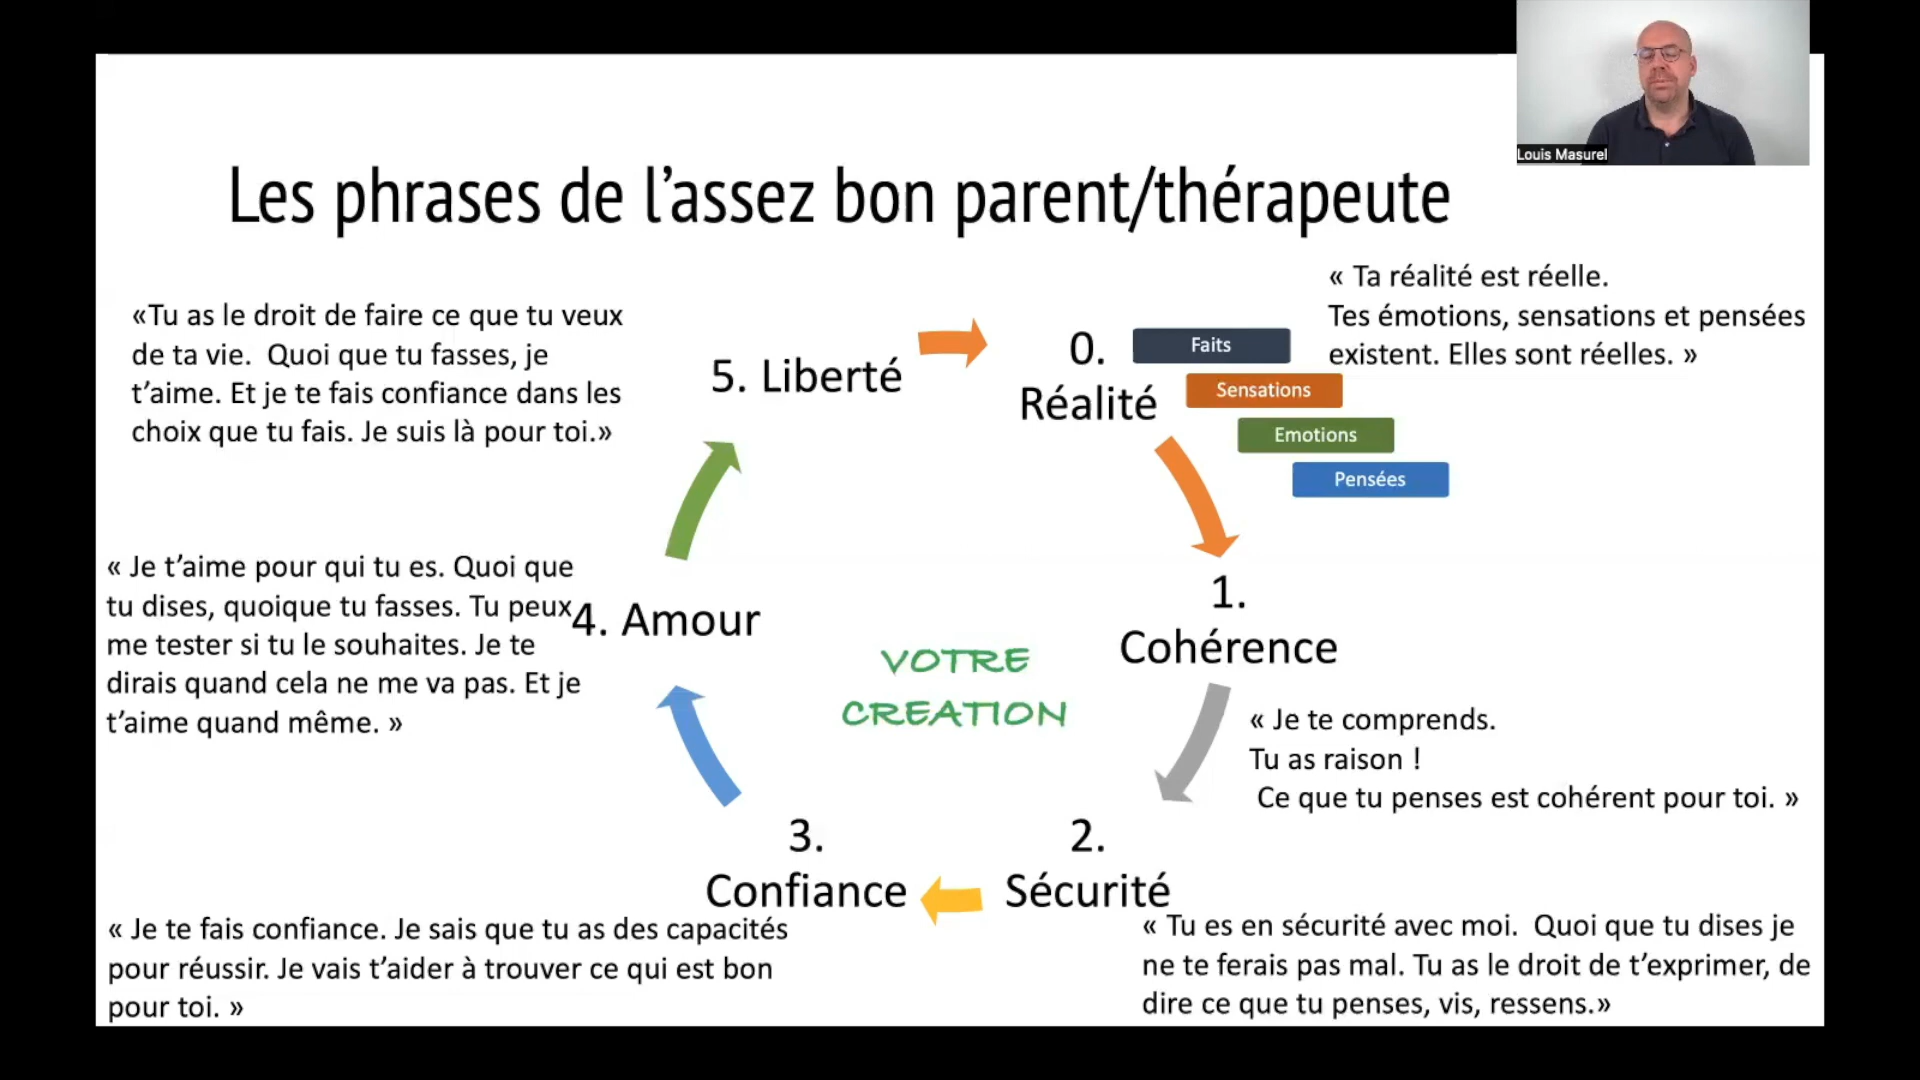 Louis Masurel
Les phrases de l’assez bon parent/thérapeute
« Ta réalité est réelle.
Tes émotions, sensations et pensées
existent. Elles sont réelles. »
0.
Réalité
Faits
Sensations
Emotions
Pensées
1.
Cohérence
« Je te comprends.
Tu as raison !
Ce que tu penses est cohérent pour toi. »
2.
Sécurité
« Tu es en sécurité avec moi.  Quoi que tu dises je
ne te ferais pas mal. Tu as le droit de t’exprimer, de
dire ce que tu penses, vis, ressens.»
3.
Confiance
« Je te fais confiance. Je sais que tu as des capacités
pour réussir. Je vais t’aider à trouver ce qui est bon
pour toi. »
4. Amour
« Je t’aime pour qui tu es. Quoi que
tu dises, quoique tu fasses. Tu peux
me tester si tu le souhaites. Je te
dirais quand cela ne me va pas. Et je
t’aime quand même. »
5. Liberté
«Tu as le droit de faire ce que tu veux
de ta vie.  Quoi que tu fasses, je
t’aime. Et je te fais confiance dans les
choix que tu fais. Je suis là pour toi.»
VOTRE
CREATION